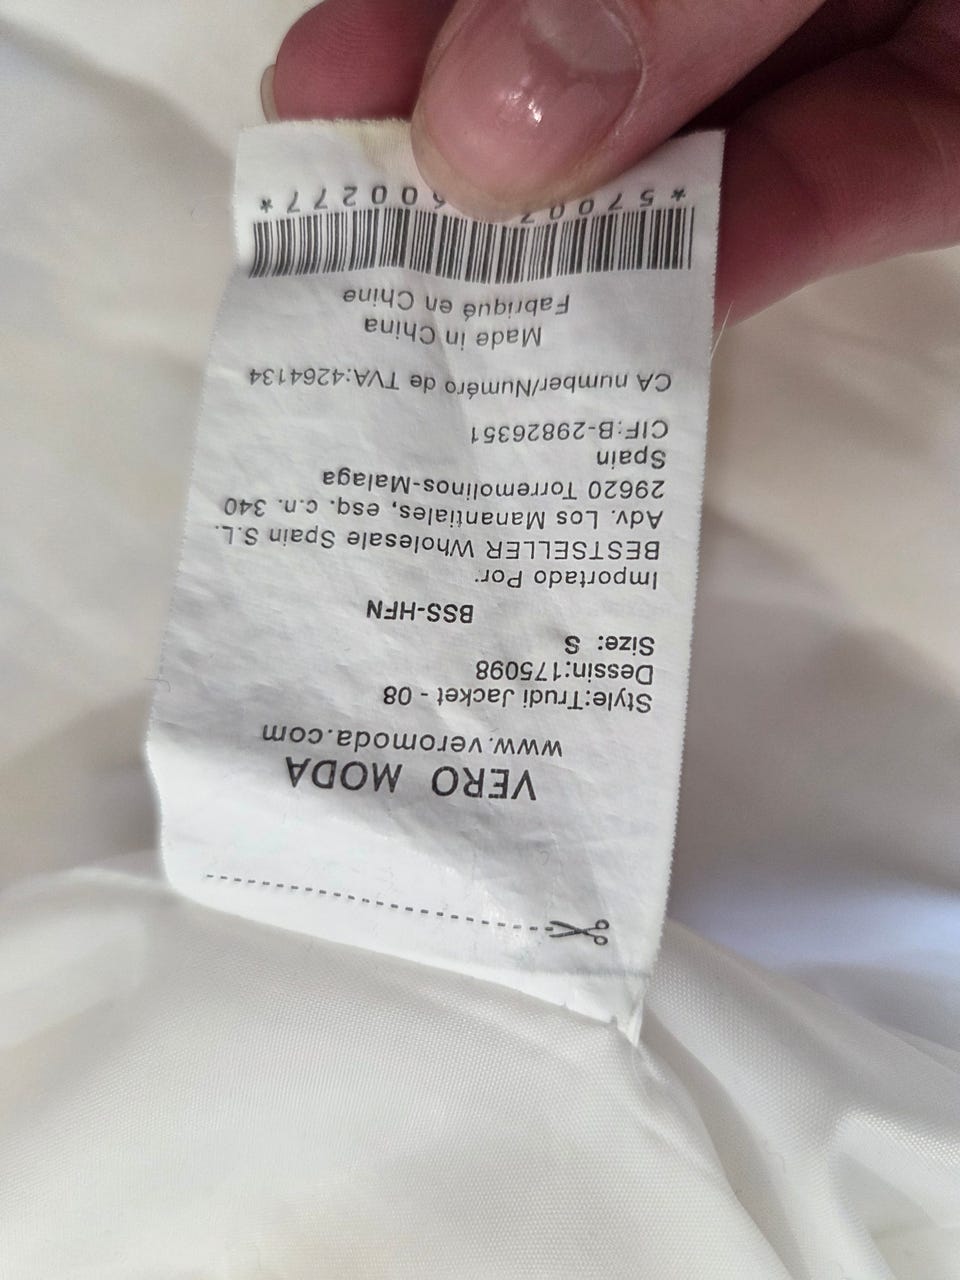 VERO MODA
www.veromoda.com
Style:Trudi Jacket - 08
Dessin:175098
Size: S
BSS-HFN
Importado Por:
BESTSELLER Wholesale Spain S.L.
Adv. Los Manantiales, esq. c.n. 340
29620 Torremolinos-Malaga
Spain
CIF:B-29826351
CA number/Numéro de TVA:4264134
Made in China
Fabriqué en Chine